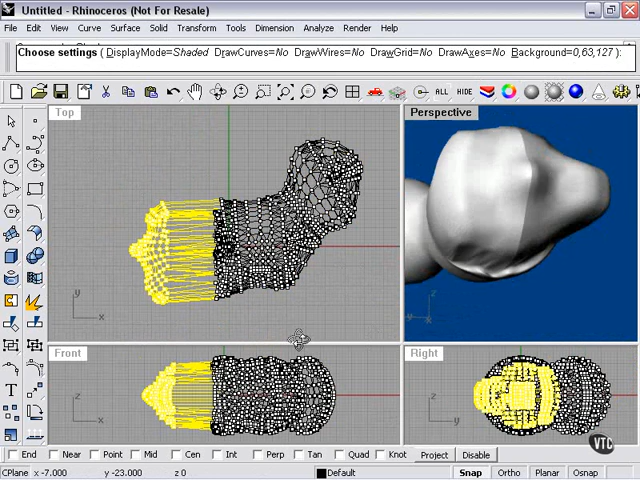 Untitled - Rhinoceros (Not For Resale)
File Edit View Curve Surface Solid Transform Tools Dimension Analyze Render Help
Choose settings ( DisplayMode=Shaded DrawCurves=No DrawWires=No DrawGrid=No DrawAxes=No Background=0,63,127 ):
ALL HIDE
Top
Perspective
y
x
z
y x
Front
Right
z
x
z
y
T
VTC
End Near Point Mid Cen Int Perp Tan Quad Knot Project Disable
CPlane x -7.000 y -23.000 z 0 Default Snap Ortho Planar Osnap